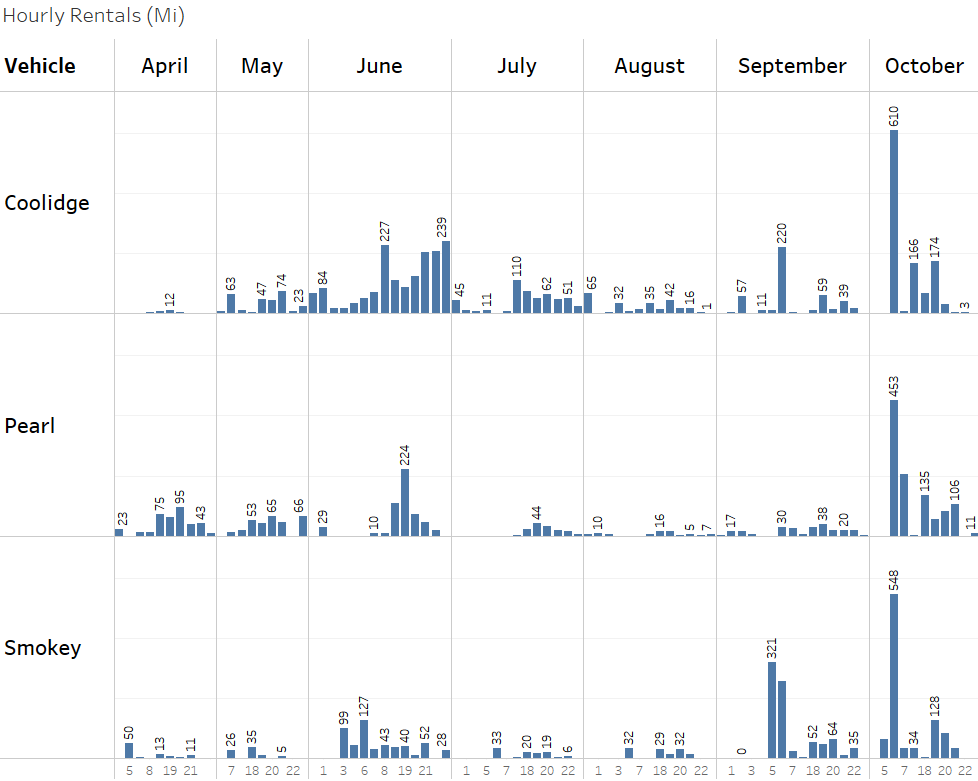 Hourly Rentals (Mi)
Vehicle April May June July August September October
Coolidge
12 63 47 74 23 84 227 239 45 11 110 62 51 65 32 35 42 16 1 57 11 220 59 39 610 166 174 3
Pearl
23 75 95 43 53 65 66 29 10 224 44 10 16 5 7 17 30 38 20 453 135 106 11
Smokey
50 13 11 26 35 5 99 127 43 40 52 28 33 20 19 6 32 29 32 0 321 52 64 35 548 34 128
5 8 19 21 7 18 20 22 1 3 6 8 19 21 1 5 7 18 20 22 1 3 7 18 20 22 1 3 5 7 18 20 22 5 7 18 20 22